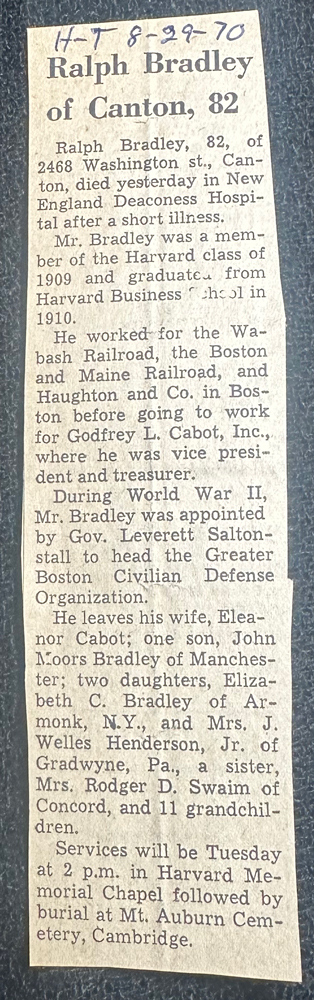 H-T 8-29-70
Ralph Bradley
of Canton, 82
Ralph Bradley, 82, of
2468 Washington st., Can-
ton, died yesterday in New
England Deaconess Hospi-
tal after a short illness.
Mr. Bradley was a mem-
ber of the Harvard class of
1909 and graduated from
Harvard Business School in
1910.
He worked for the Wa-
bash Railroad, the Boston
and Maine Railroad, and
Haughton and Co. in Bos-
ton before going to work
for Godfrey L. Cabot, Inc.,
where he was vice presi-
dent and treasurer.
During World War II,
Mr. Bradley was appointed
by Gov. Leverett Salton-
stall to head the Greater
Boston Civilian Defense
Organization.
He leaves his wife, Elea-
nor Cabot; one son, John
Moors Bradley of Manches-
ter; two daughters, Eliza-
beth C. Bradley of Ar-
monk, N.Y., and Mrs. J.
Welles Henderson, Jr. of
Gradwyne, Pa., a sister,
Mrs. Rodger D. Swaim of
Concord, and 11 grandchil-
dren.
Services will be Tuesday
at 2 p.m. in Harvard Me-
morial Chapel followed by
burial at Mt. Auburn Cem-
etery, Cambridge.